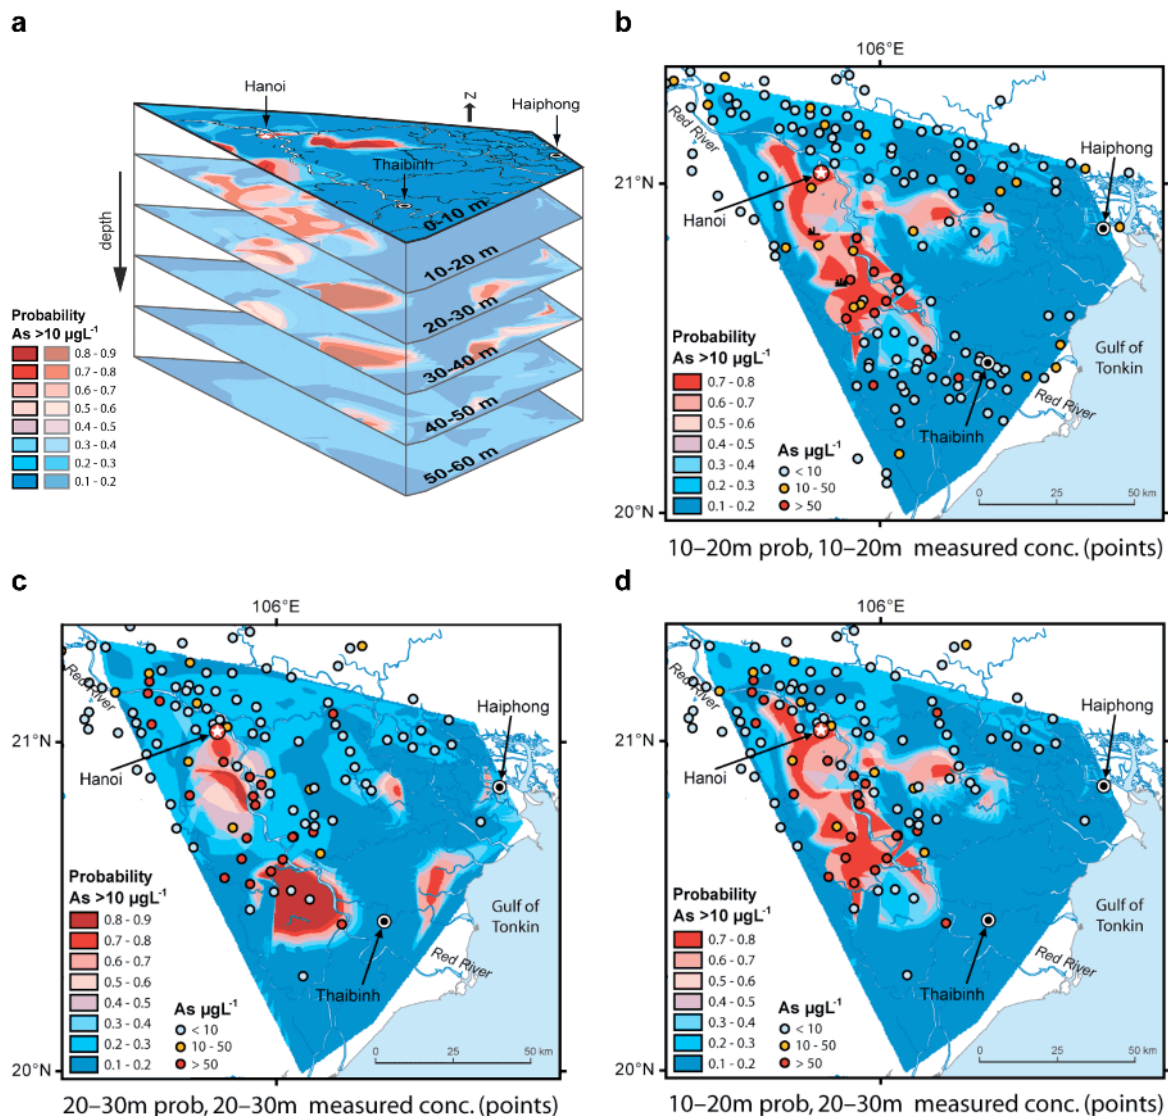 a
Hanoi
N
Haiphong
Thaibinh
depth
0-10 m
10-20 m
20-30 m
30-40 m
40-50 m
50-60 m
Probability
As >10 µgL⁻¹
0.8 - 0.9
0.7 - 0.8
0.6 - 0.7
0.5 - 0.6
0.4 - 0.5
0.3 - 0.4
0.2 - 0.3
0.1 - 0.2
b
106°E
Red River
Haiphong
21°N
Hanoi
Probability
As >10 µgL⁻¹
0.7 - 0.8
0.6 - 0.7
0.5 - 0.6
0.4 - 0.5
0.3 - 0.4
0.2 - 0.3
0.1 - 0.2
As µgL⁻¹
< 10
10 - 50
> 50
Gulf of
Tonkin
Red River
Thaibinh
0 25 50 km
20°N
10–20m prob, 10–20m measured conc. (points)
c
106°E
Red River
Haiphong
21°N
Hanoi
Probability
As >10 µgL⁻¹
0.8 - 0.9
0.7 - 0.8
0.6 - 0.7
0.5 - 0.6
0.4 - 0.5
0.3 - 0.4
0.2 - 0.3
0.1 - 0.2
As µgL⁻¹
< 10
10 - 50
> 50
Gulf of
Tonkin
Red River
Thaibinh
0 25 50 km
20°N
20–30m prob, 20–30m measured conc. (points)
d
106°E
Red River
Haiphong
21°N
Hanoi
Probability
As >10 µgL⁻¹
0.7 - 0.8
0.6 - 0.7
0.5 - 0.6
0.4 - 0.5
0.3 - 0.4
0.2 - 0.3
0.1 - 0.2
As µgL⁻¹
< 10
10 - 50
> 50
Gulf of
Tonkin
Red River
Thaibinh
0 25 50 km
20°N
10–20m prob, 20–30m measured conc. (points)